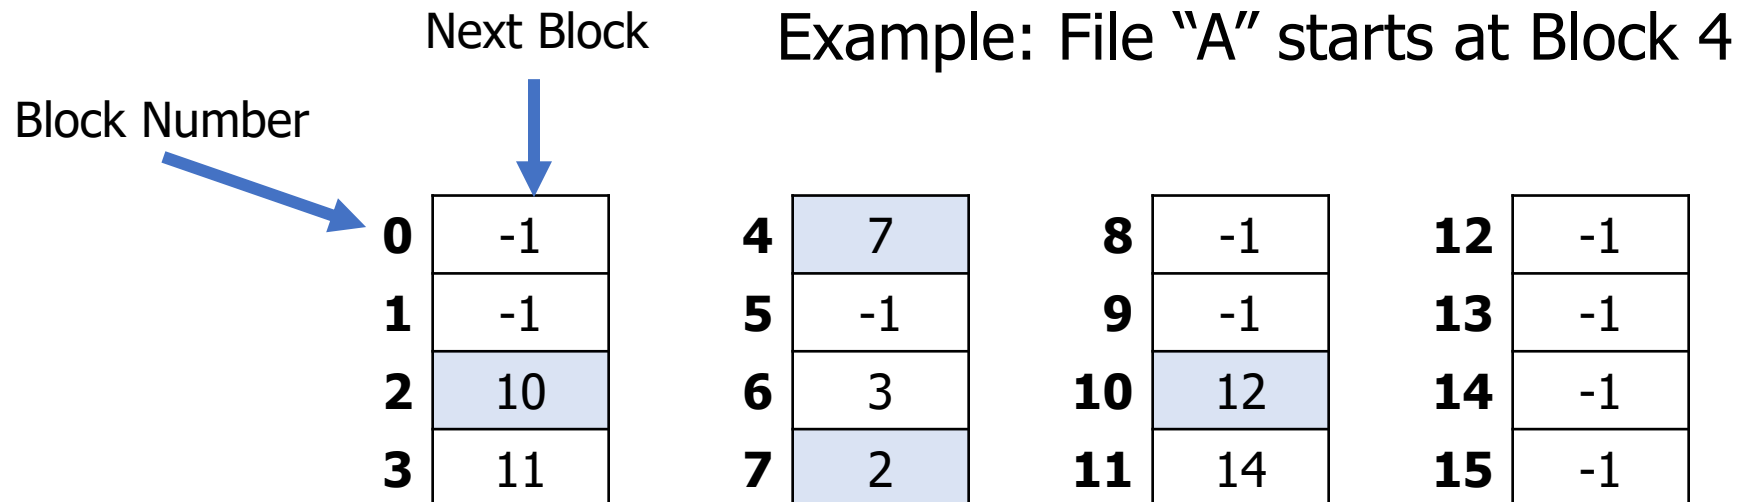 Next Block
Example: File “A” starts at Block 4
Block Number
0 -1 4 7 8 -1 12 -1
1 -1 5 -1 9 -1 13 -1
2 10 6 3 10 12 14 -1
3 11 7 2 11 14 15 -1